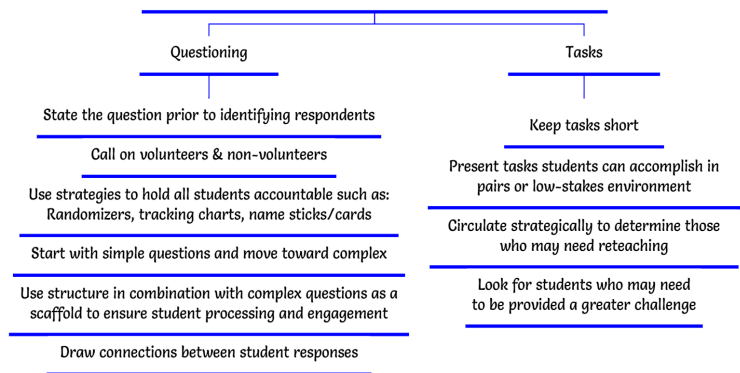 Questioning
State the question prior to identifying respondents
Call on volunteers & non-volunteers
Use strategies to hold all students accountable such as:
Randomizers, tracking charts, name sticks/cards
Start with simple questions and move toward complex
Use structure in combination with complex questions as a
scaffold to ensure student processing and engagement
Draw connections between student responses
Tasks
Keep tasks short
Present tasks students can accomplish in
pairs or low-stakes environment
Circulate strategically to determine those
who may need reteaching
Look for students who may need
to be provided a greater challenge